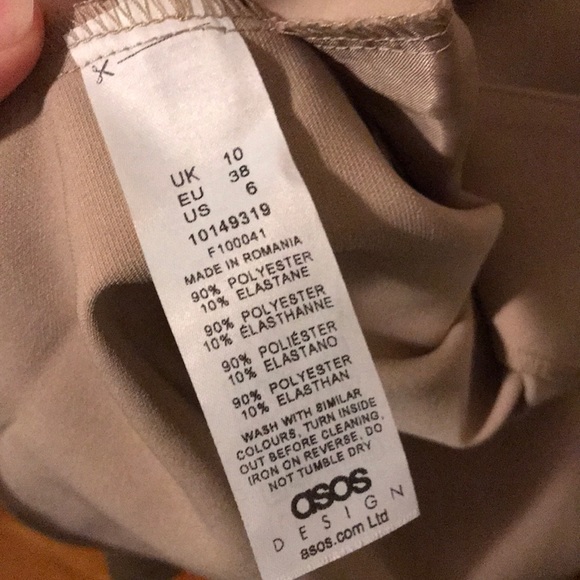 UK 10
EU 38
US 6
10149319
F100041
MADE IN ROMANIA
90% POLYESTER
10% ELASTANE
90% POLYESTER
10% ÉLASTHANNE
90% POLIÉSTER
10% ELASTANO
90% POLYESTER
10% ELASTHAN
WASH WITH SIMILAR
COLOURS, TURN INSIDE
OUT BEFORE CLEANING,
IRON ON REVERSE, DO
NOT TUMBLE DRY
asos
DESIGN
asos.com Ltd